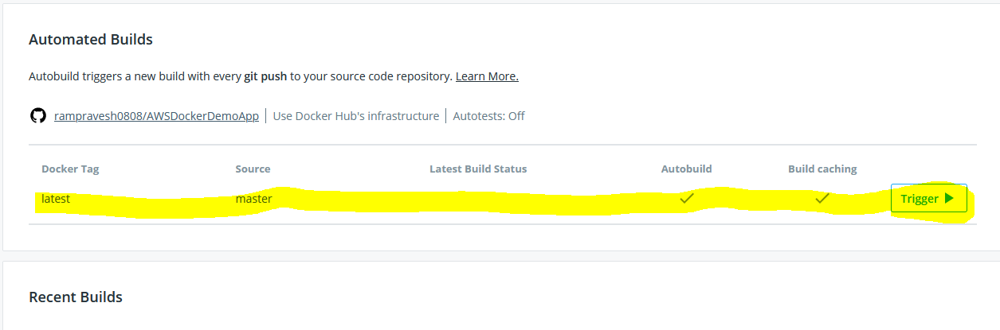 Automated Builds
Autobuild triggers a new build with every git push to your source code repository. Learn More.
rampravesh0808/AWSDockerDemoApp | Use Docker Hub's infrastructure | Autotests: Off
Docker Tag Source Latest Build Status Autobuild Build caching
latest master Trigger
Recent Builds